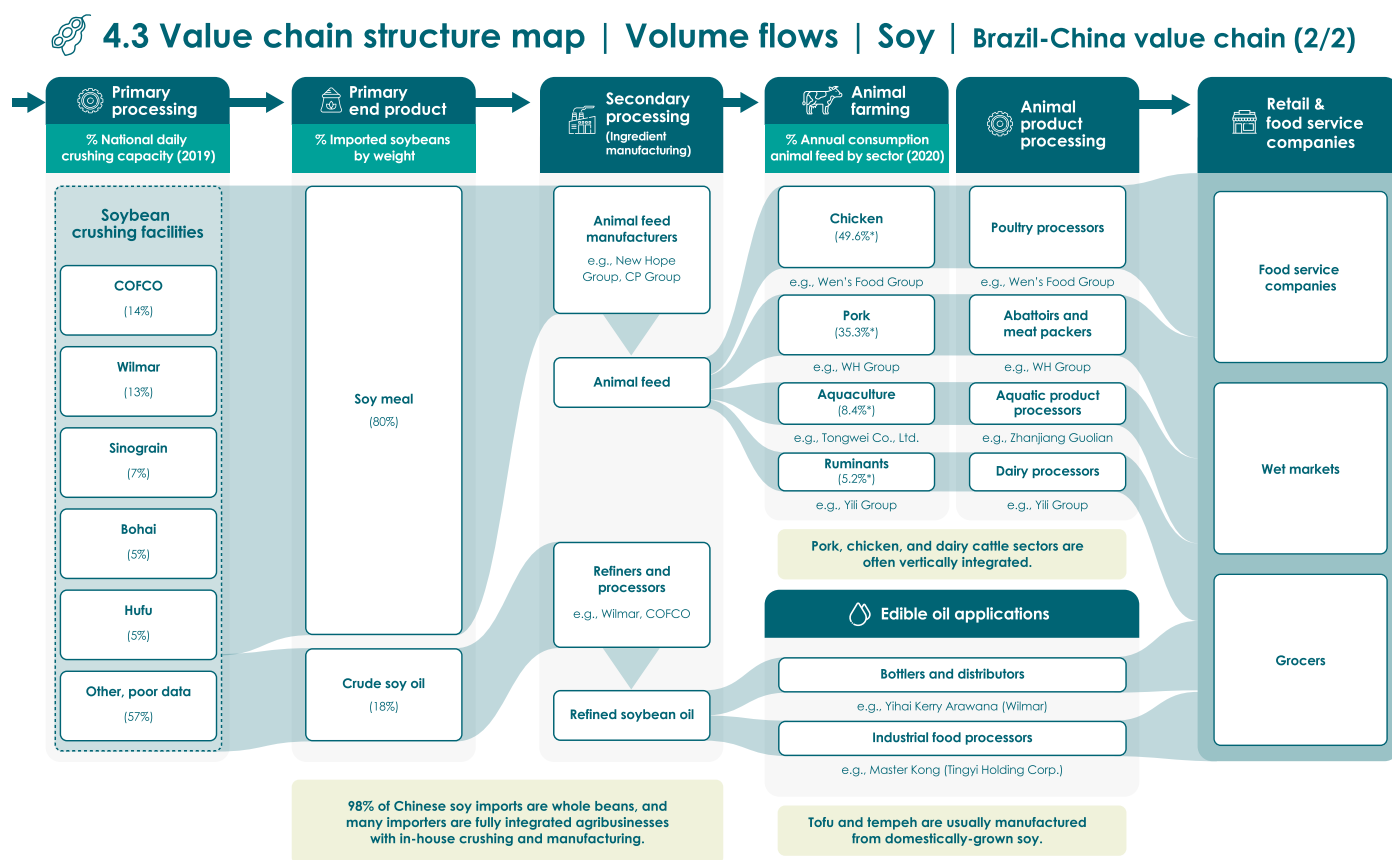 4.3 Value chain structure map | Volume flows | Soy | Brazil-China value chain (2/2)
Primary
processing
% National daily
crushing capacity (2019)
Soybean
crushing facilities
COFCO
(14%)
Wilmar
(13%)
Sinograin
(7%)
Bohai
(5%)
Hufu
(5%)
Other, poor data
(57%)
Primary
end product
% Imported soybeans
by weight
Soy meal
(80%)
Crude soy oil
(18%)
98% of Chinese soy imports are whole beans, and
many importers are fully integrated agribusinesses
with in-house crushing and manufacturing.
Secondary
processing
(Ingredient
manufacturing)
Animal feed
manufacturers
e.g., New Hope
Group, CP Group
Animal feed
Refiners and
processors
e.g., Wilmar, COFCO
Refined soybean oil
Animal
farming
% Annual consumption
animal feed by sector (2020)
Chicken
(49.6%*)
e.g., Wen's Food Group
Pork
(35.3%*)
e.g., WH Group
Aquaculture
(8.4%*)
e.g., Tongwei Co., Ltd.
Ruminants
(5.2%*)
e.g., Yili Group
Animal
product
processing
Poultry processors
e.g., Wen's Food Group
Abattoirs and
meat packers
e.g., WH Group
Aquatic product
processors
e.g., Zhanjiang Guolian
Dairy processors
e.g., Yili Group
Pork, chicken, and dairy cattle sectors are
often vertically integrated.
Edible oil applications
Bottlers and distributors
e.g., Yihai Kerry Arawana (Wilmar)
Industrial food processors
e.g., Master Kong (Tingyi Holding Corp.)
Tofu and tempeh are usually manufactured
from domestically-grown soy.
Retail &
food service
companies
Food service
companies
Wet markets
Grocers